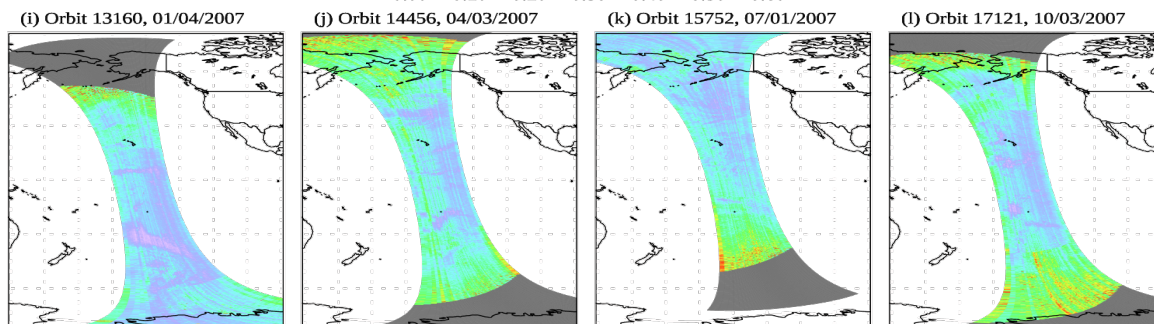 (i) Orbit 13160, 01/04/2007
(j) Orbit 14456, 04/03/2007
(k) Orbit 15752, 07/01/2007
(l) Orbit 17121, 10/03/2007